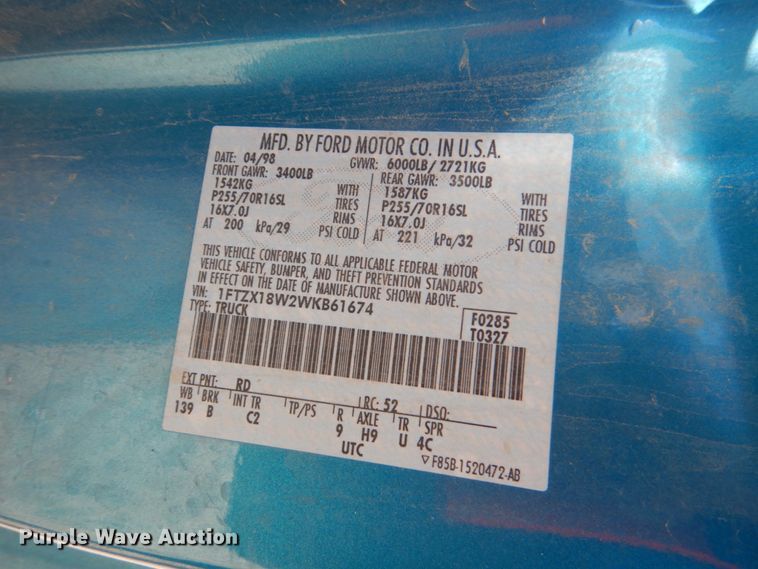 MFD. BY FORD MOTOR CO. IN U.S.A.
DATE: 04/98 GVWR: 6000LB/ 2721KG
FRONT GAWR: 3400LB REAR GAWR: 3500LB
1542KG WITH 1587KG WITH
P255/70R16SL TIRES P255/70R16SL TIRES
16X7.0J RIMS 16X7.0J RIMS
AT 200 kPa/29 PSI COLD AT 221 kPa/32 PSI COLD
THIS VEHICLE CONFORMS TO ALL APPLICABLE FEDERAL MOTOR
VEHICLE SAFETY, BUMPER, AND THEFT PREVENTION STANDARDS
IN EFFECT ON THE DATE OF MANUFACTURE SHOWN ABOVE.
VIN: 1FTZX18W2WKB61674 F0285
TYPE: TRUCK T0327
EXT PNT: RD RC: 52 DSO:
WB BRK INT TR TP/PS R AXLE TR SPR
139 B C2 9 H9 U 4C
UTC ▽ F85B-1520472-AB
Purple Wave Auction